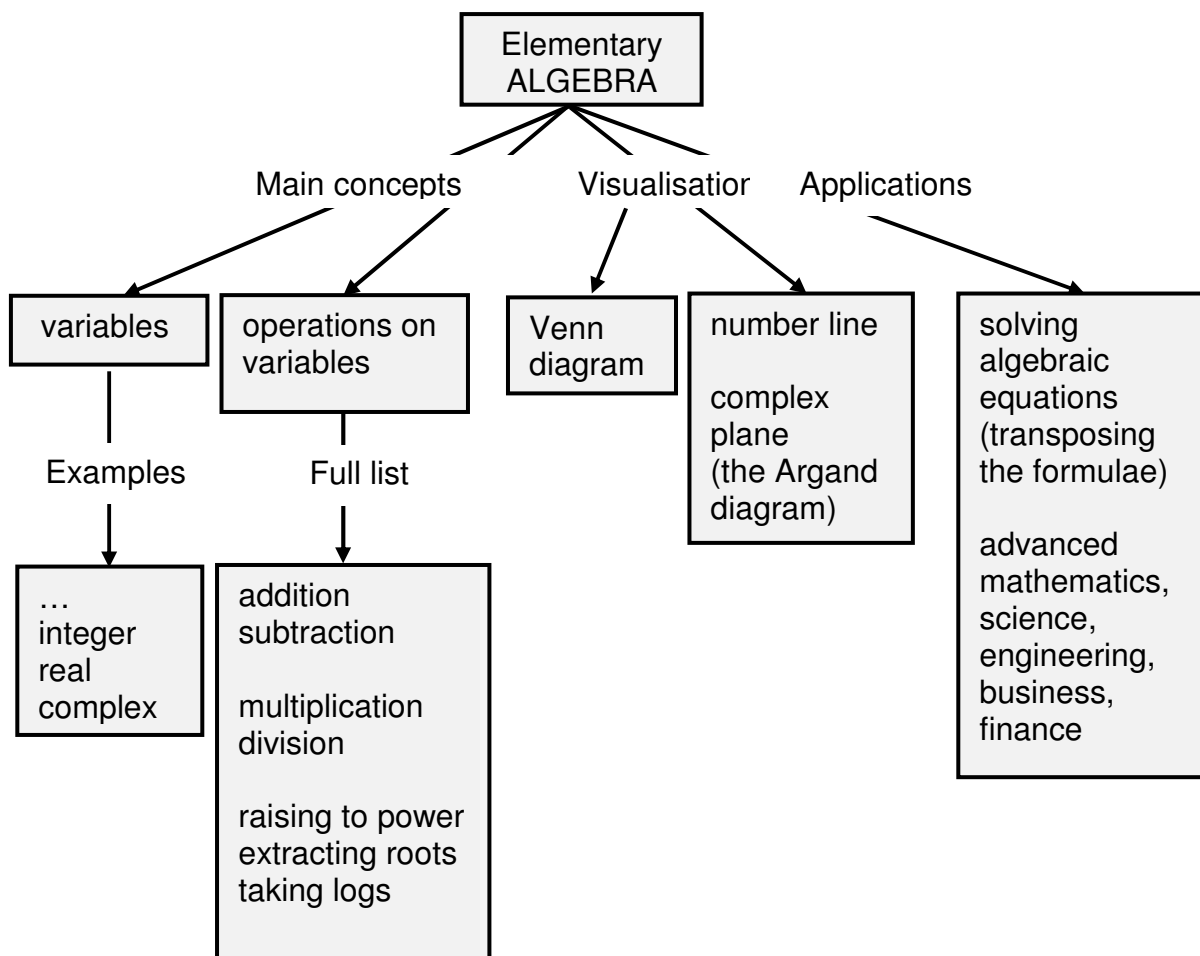 Elementary
ALGEBRA
Main concepts
Visualisation
Applications
variables
operations on
variables
Venn
diagram
number line
complex
plane
(the Argand
diagram)
solving
algebraic
equations
(transposing
the formulae)
advanced
mathematics,
science,
engineering,
business,
finance
Examples
Full list
…
integer
real
complex
addition
subtraction
multiplication
division
raising to power
extracting roots
taking logs